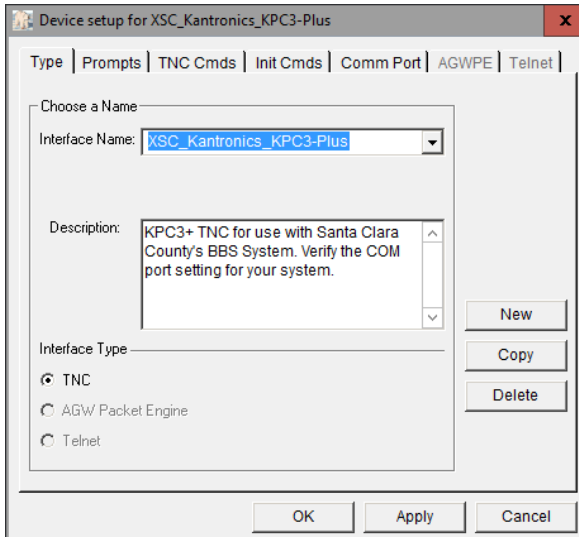 Device setup for XSC_Kantronics_KPC3-Plus
x
Type Prompts TNC Cmds Init Cmds Comm Port AGWPE Telnet
Choose a Name
Interface Name: XSC_Kantronics_KPC3-Plus
Description: KPC3+ TNC for use with Santa Clara
County's BBS System. Verify the COM
port setting for your system.
New
Interface Type
Copy
TNC
Delete
AGW Packet Engine
Telnet
OK Apply Cancel